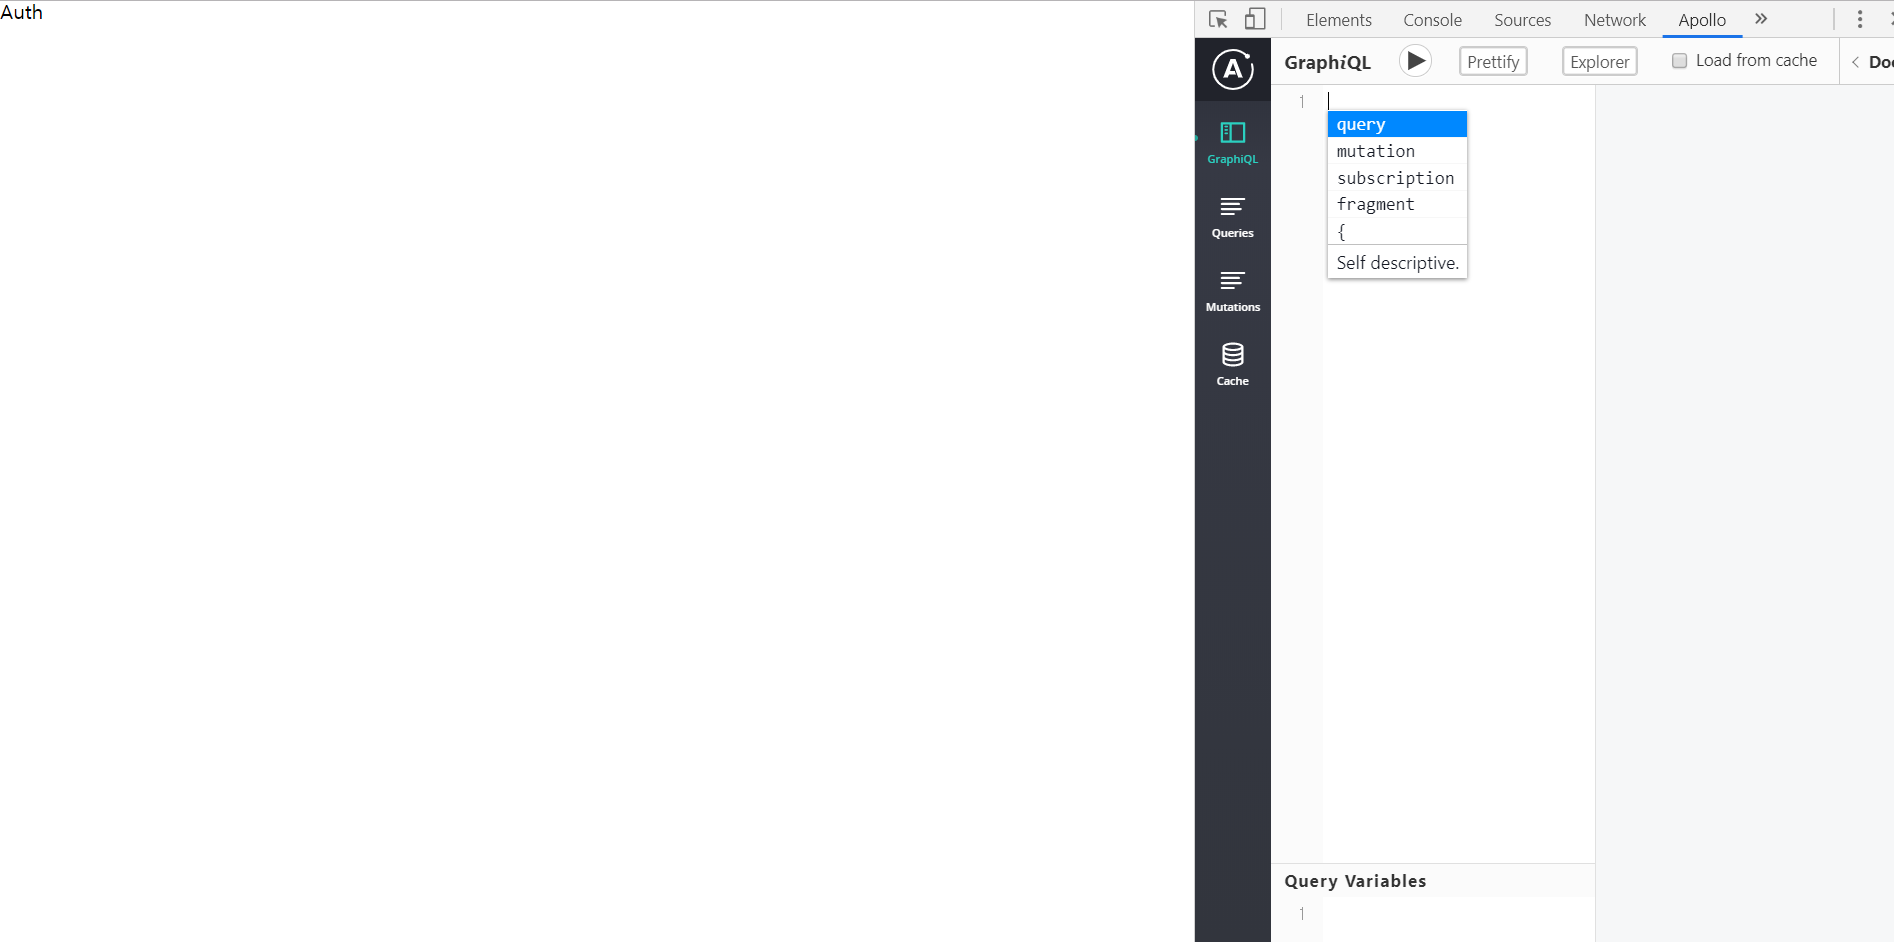 Auth
Elements Console Sources Network Apollo »
GraphiQL Prettify Explorer Load from cache < Doc
A
GraphiQL
Queries
Mutations
Cache
1
query
mutation
subscription
fragment
{
Self descriptive.
Query Variables
1